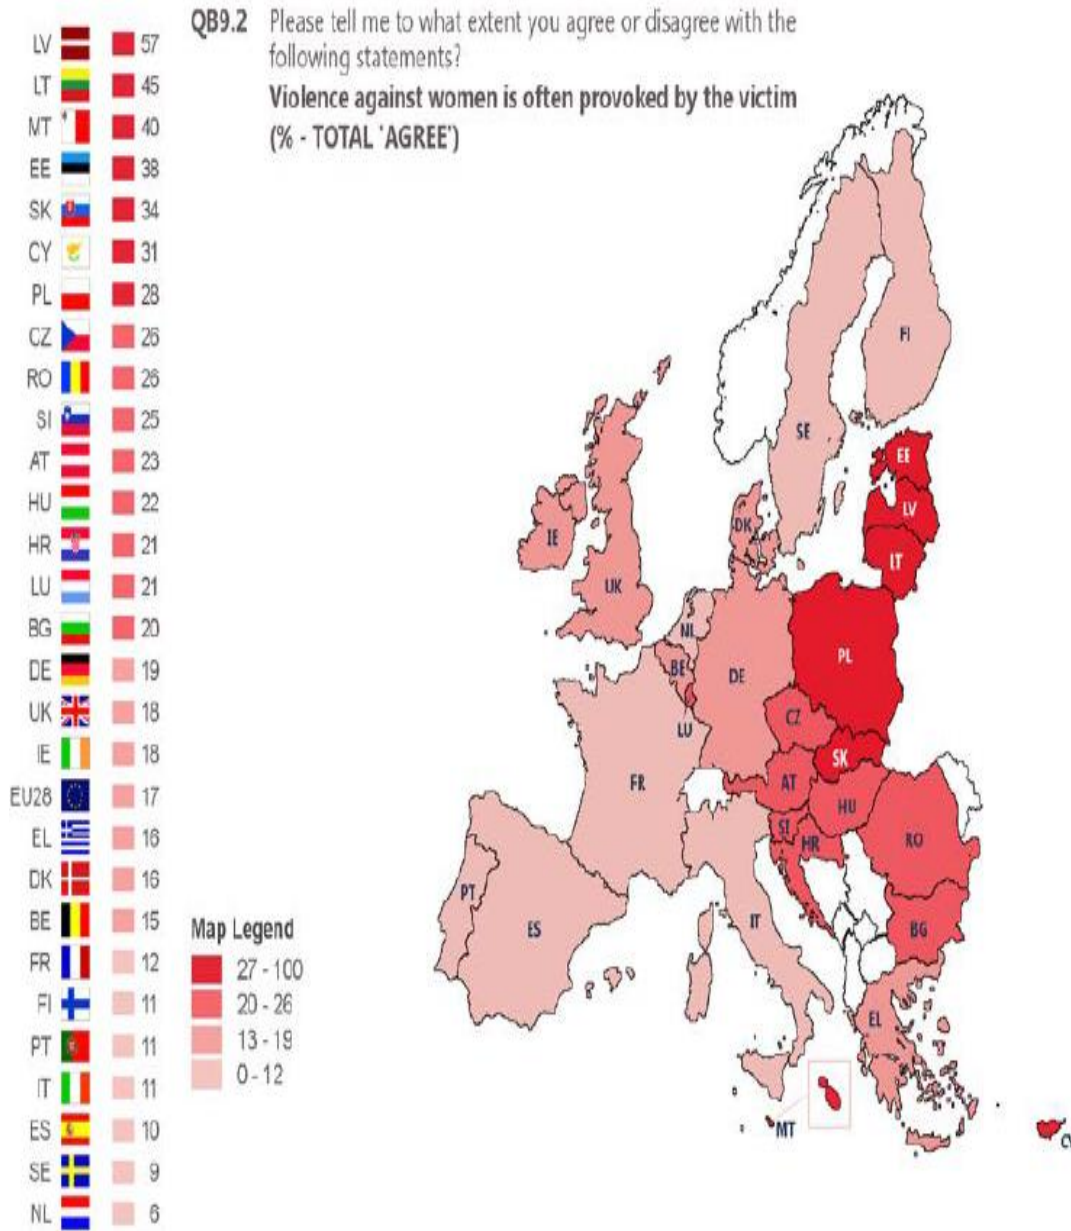 QB9.2 Please tell me to what extent you agree or disagree with the
following statements?
Violence against women is often provoked by the victim
(% - TOTAL 'AGREE')
LV 57
LT 45
MT 40
EE 38
SK 34
CY 31
PL 28
CZ 26
RO 26
SI 25
AT 23
HU 22
HR 21
LU 21
BG 20
DE 19
UK 18
IE 18
EU28 17
EL 16
DK 16
BE 15
FR 12
FI 11
PT 11
IT 11
ES 10
SE 9
NL 6
Map Legend
27 - 100
20 - 26
13 - 19
0 - 12
FI
SE
EE
LV
LT
DK
IE
UK
NL
PL
BE
DE
CZ
LU
SK
FR
AT
HU
SI
HR
RO
PT
ES
IT
BG
EL
MT
CY